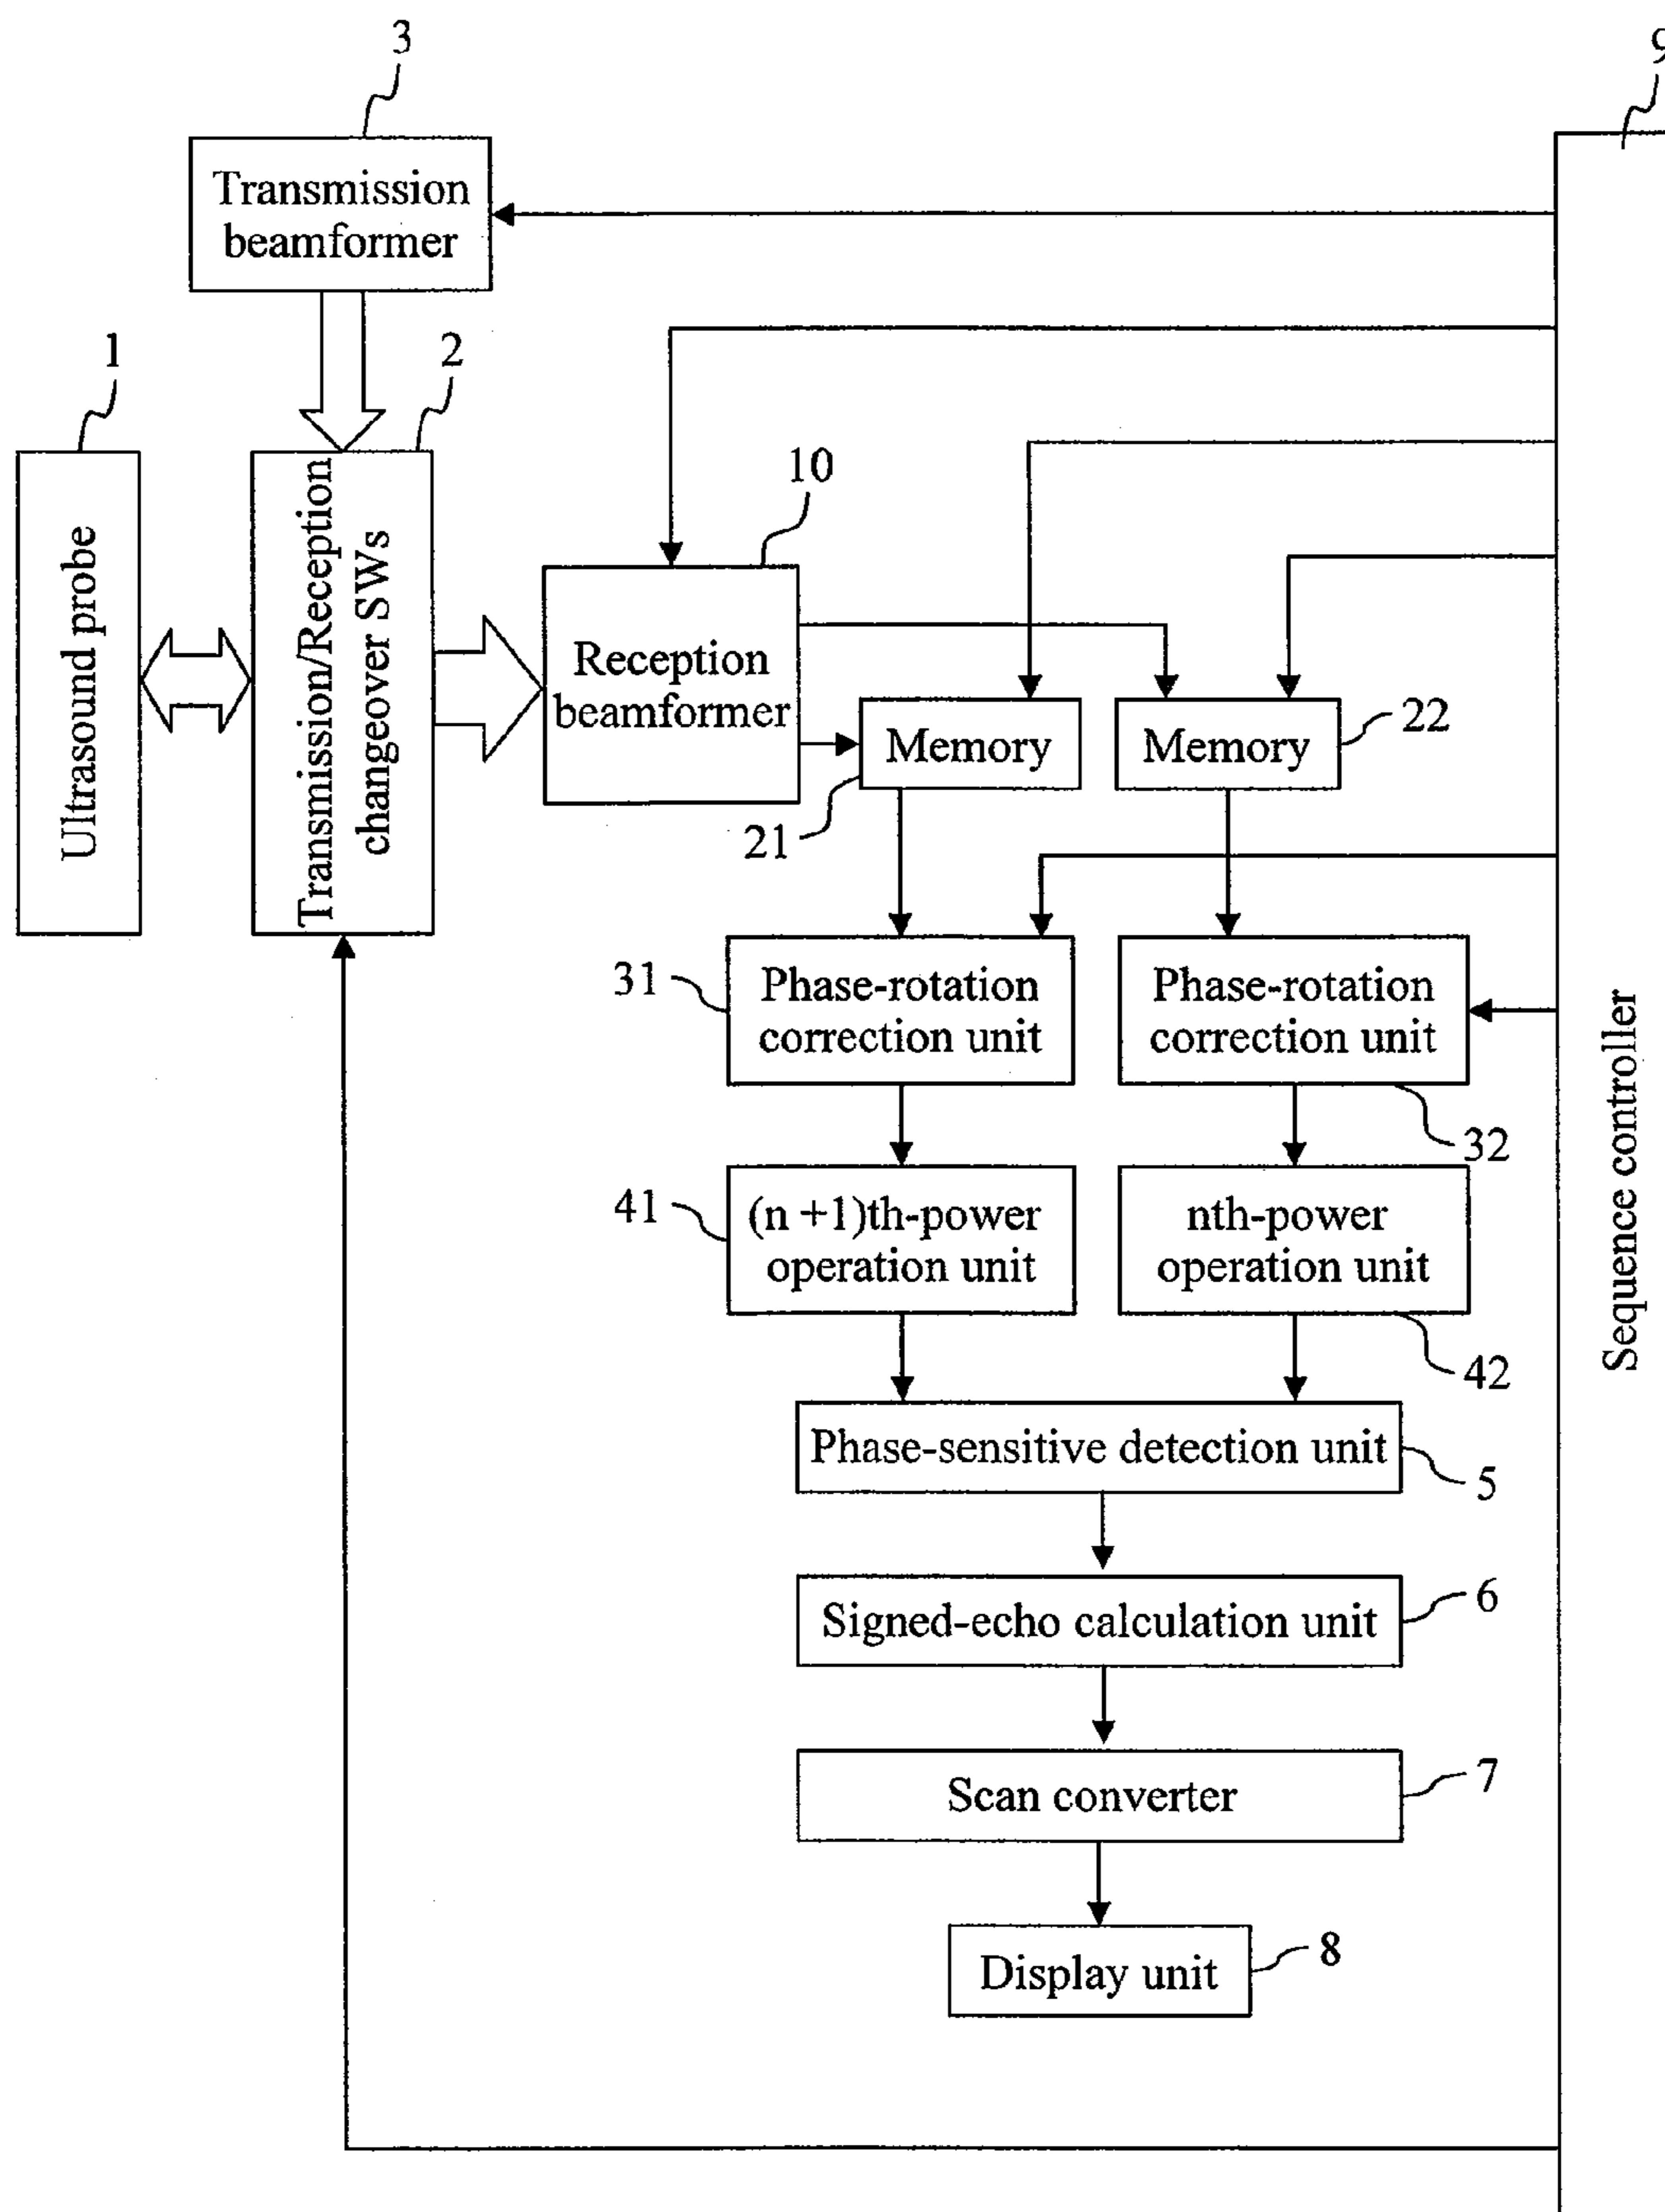 3
9
Transmission
beamformer
1
2
10
Ultrasound probe
Transmission/Reception
changeover SWs
Reception
beamformer
Memory
Memory
22
21
31
Phase-rotation
correction unit
Phase-rotation
correction unit
32
41
(n +1)th-power
operation unit
nth-power
operation unit
42
Sequence controller
Phase-sensitive detection unit
5
Signed-echo calculation unit
6
Scan converter
7
Display unit
8